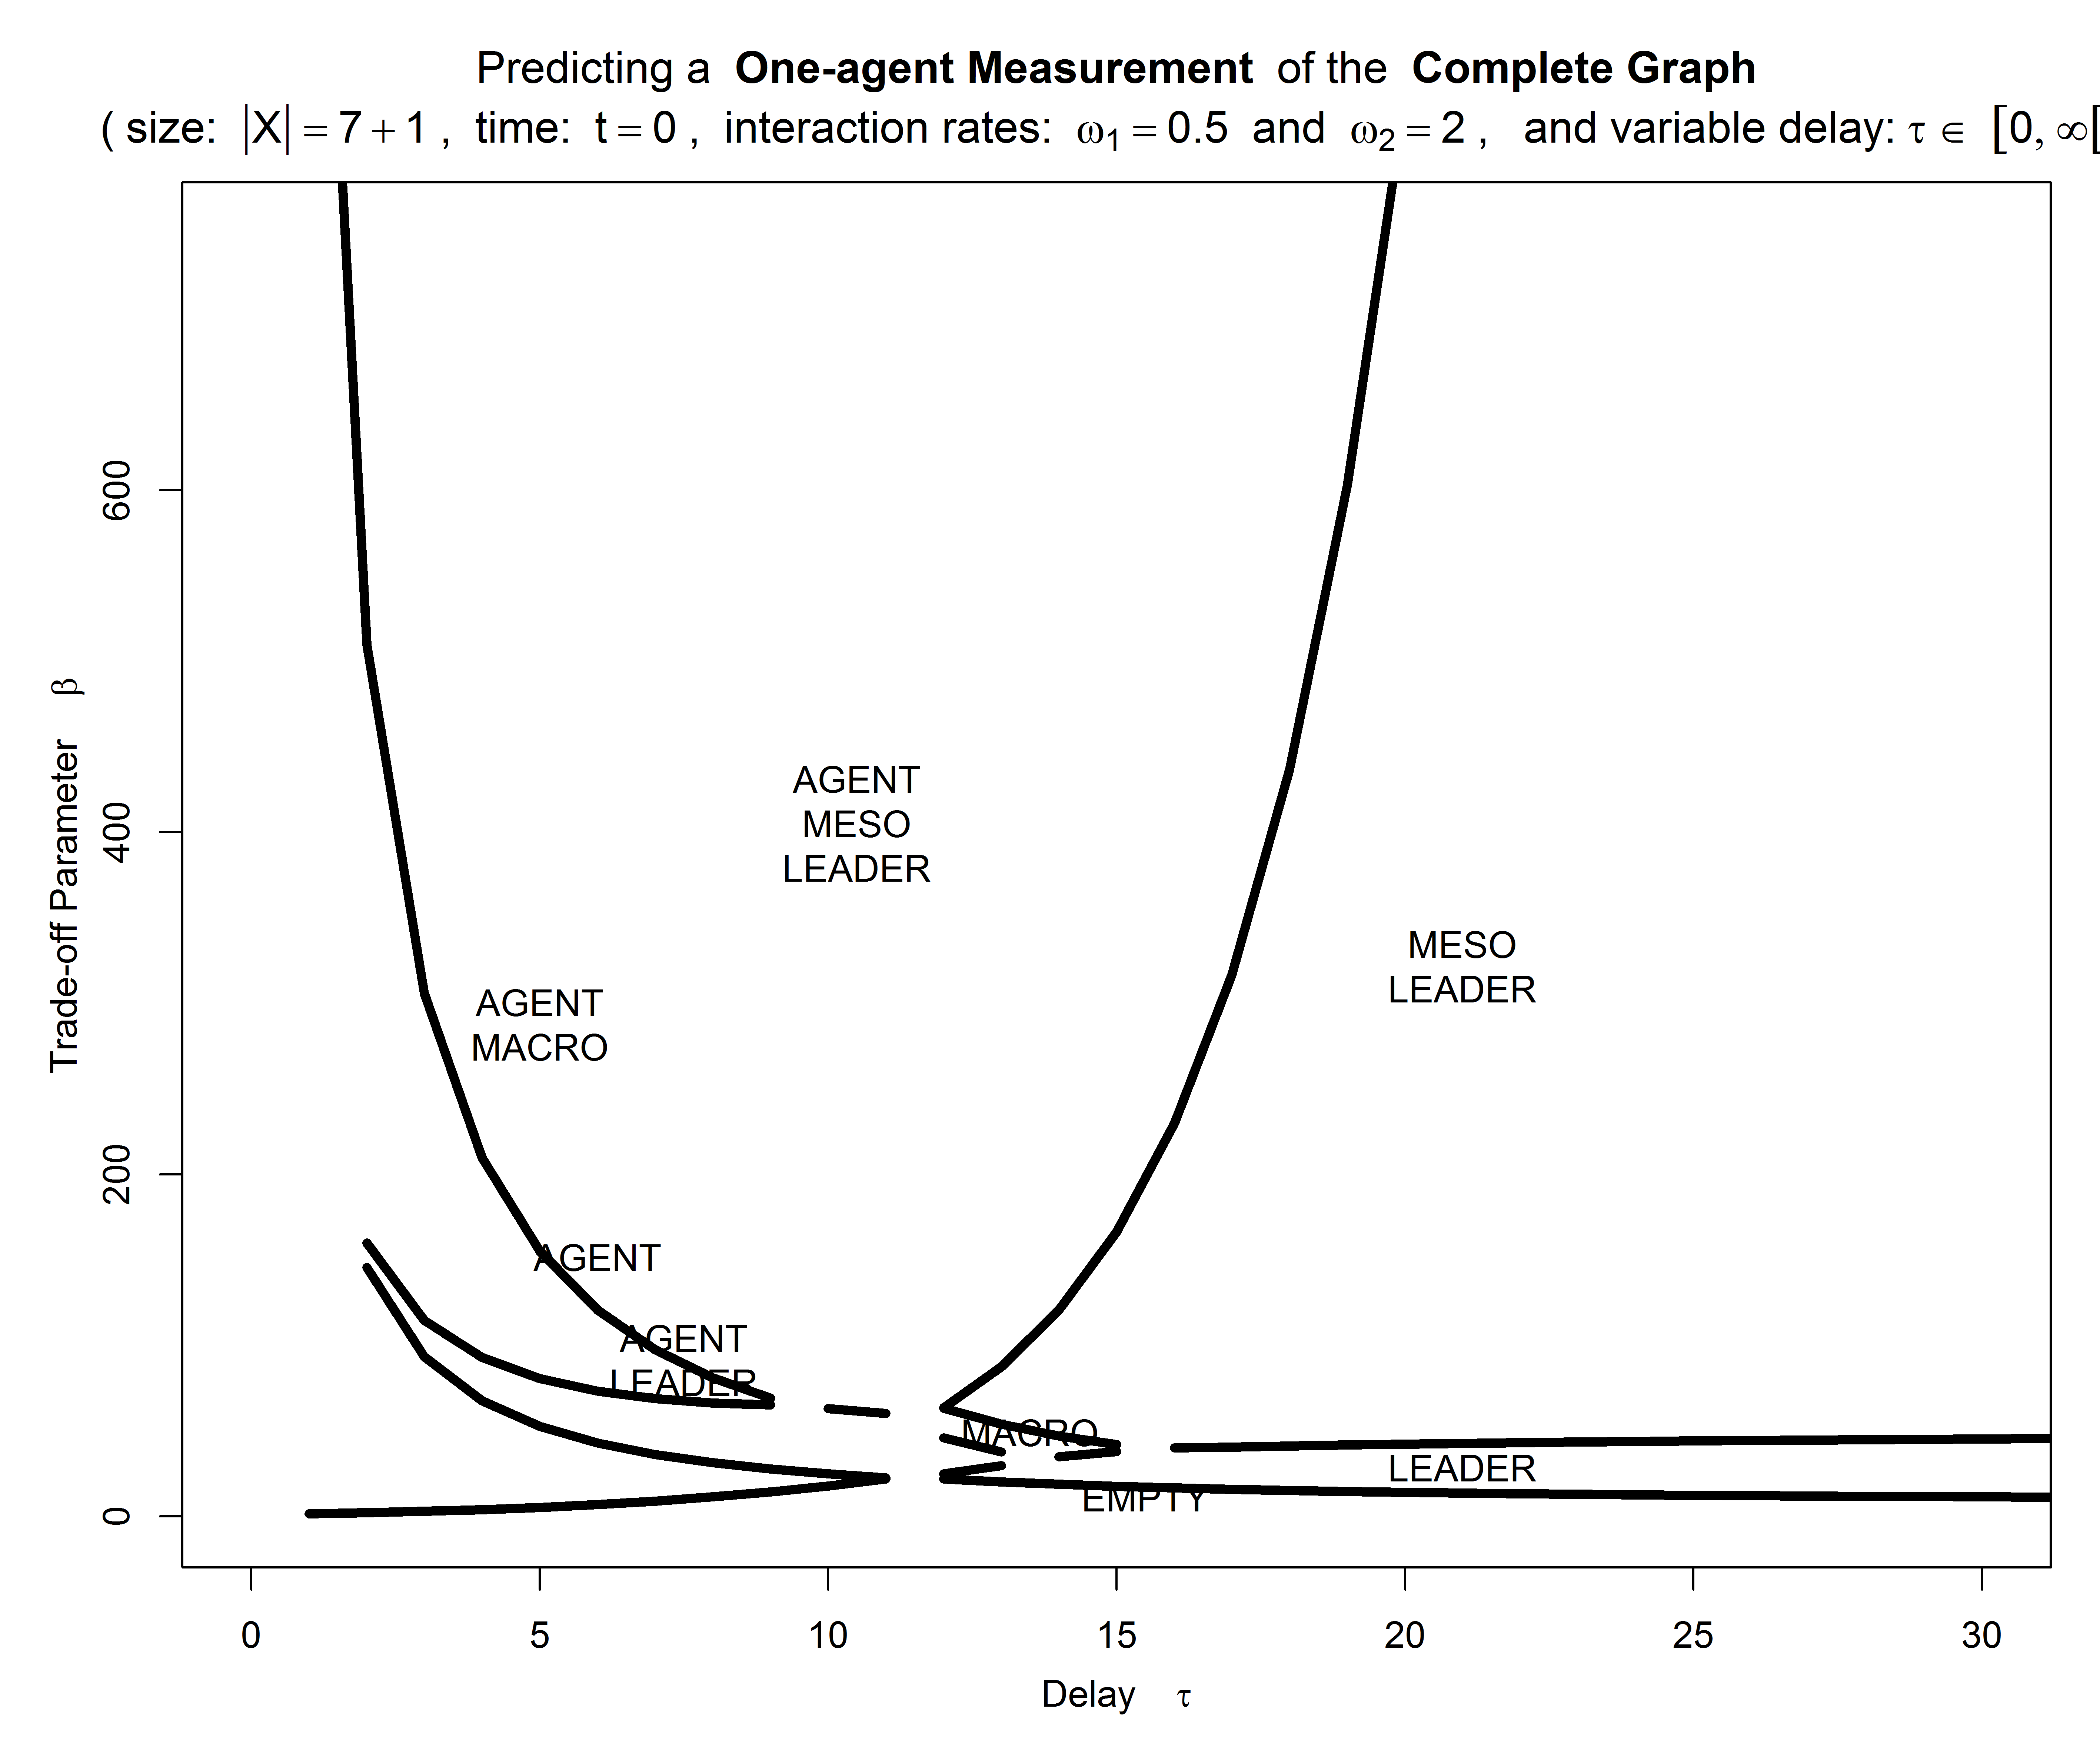 Predicting a One-agent Measurement of the Complete Graph
( size: |X| = 7 + 1 , time: t = 0 , interaction rates: ω₁ = 0.5 and ω₂ = 2 , and variable delay: τ ∈ [0, ∞[
600
400
200
0
Trade-off Parameter β
AGENT
MESO
LEADER
MESO
LEADER
AGENT
MACRO
AGENT
AGENT
LEADER
MACRO
LEADER
EMPTY
0 5 10 15 20 25 30
Delay τ